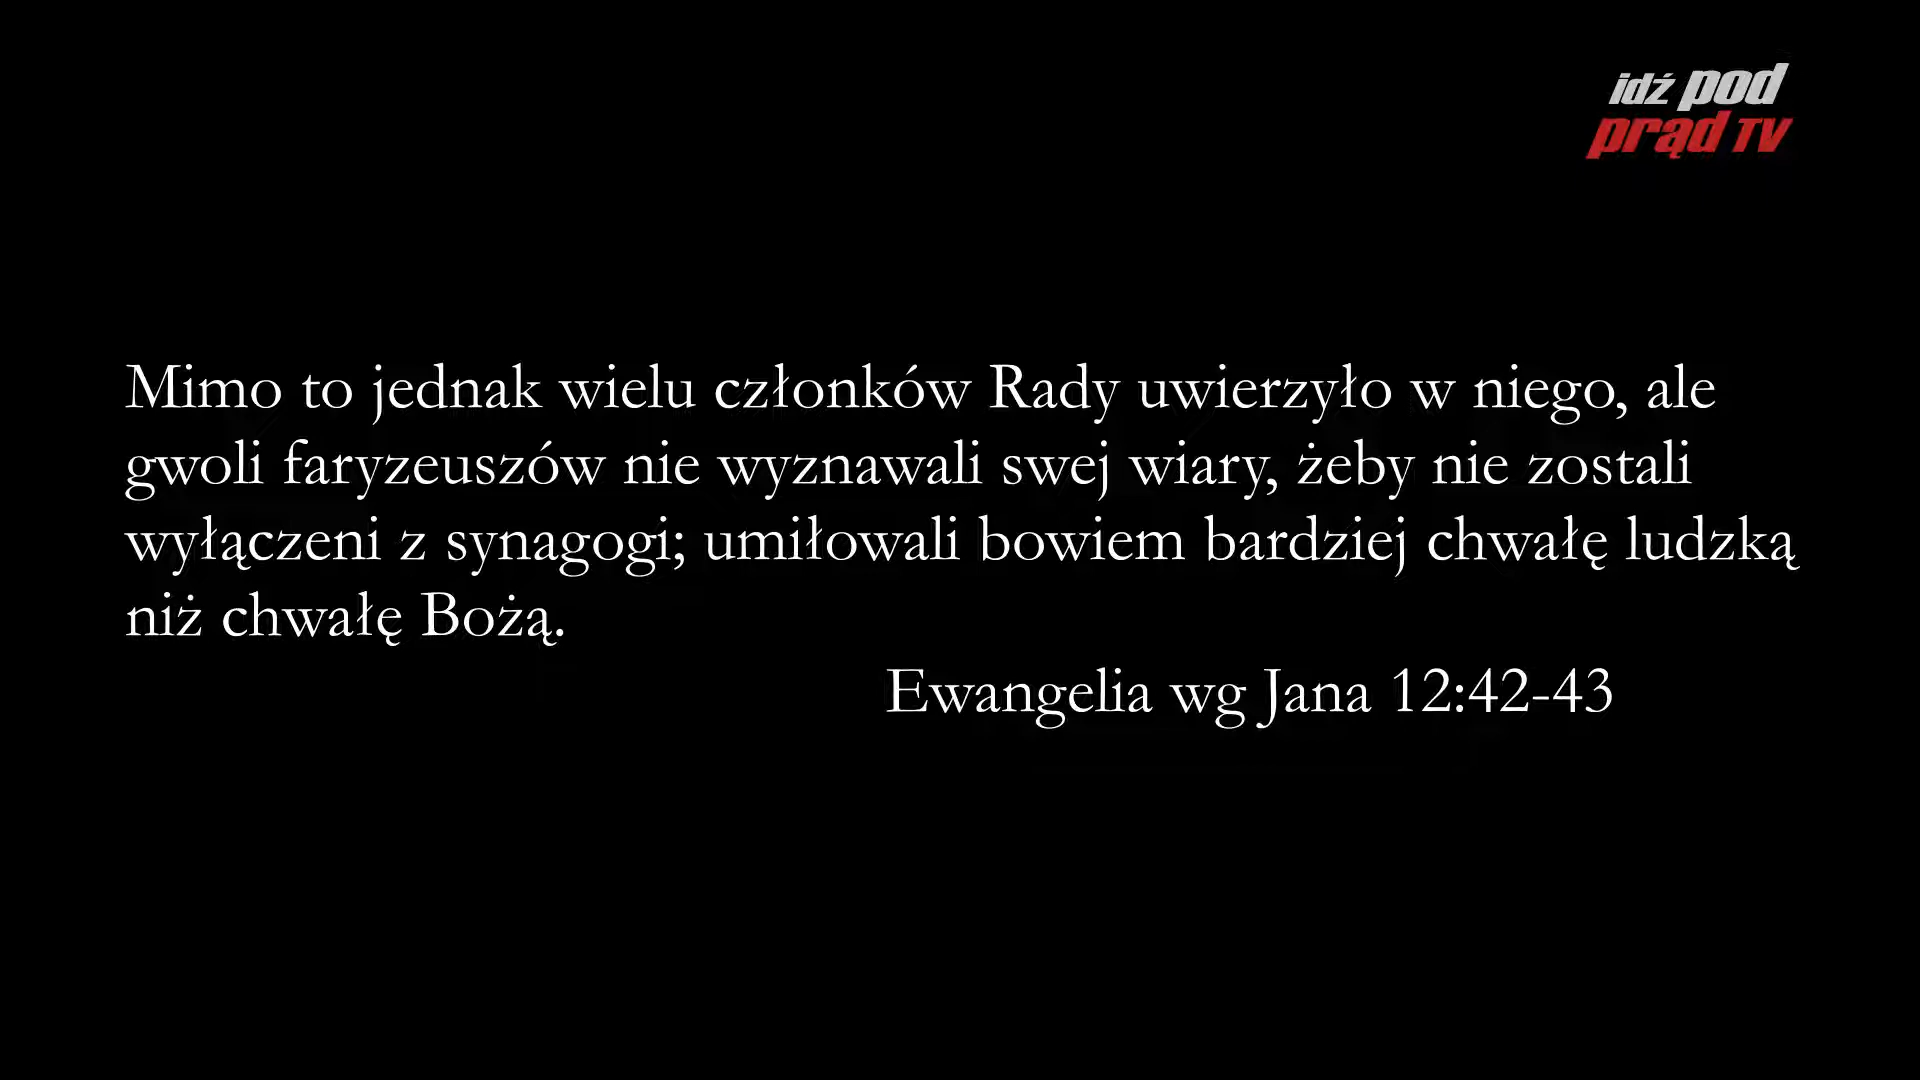 idź pod
prąd TV
Mimo to jednak wielu członków Rady uwierzyło w niego, ale
gwoli faryzeuszów nie wyznawali swej wiary, żeby nie zostali
wyłączeni z synagogi; umiłowali bowiem bardziej chwałę ludzką
niż chwałę Bożą.
Ewangelia wg Jana 12:42-43